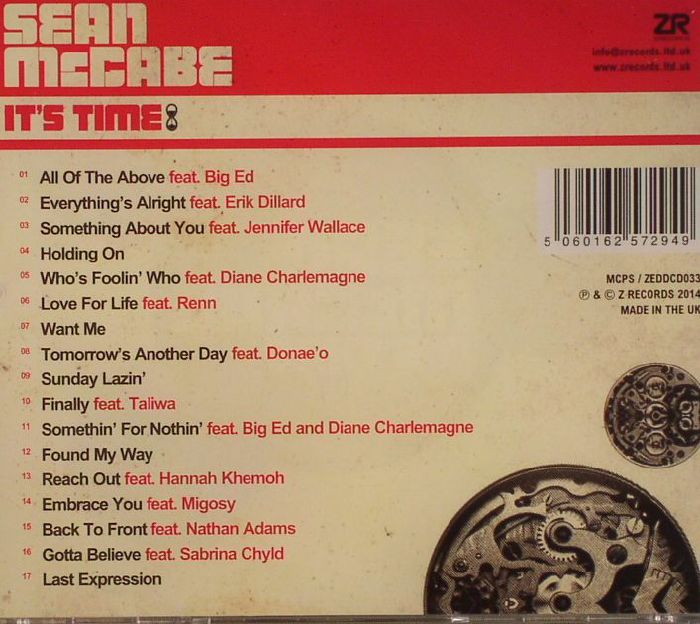 SEAN
McCABE
ZR
info@zrecords.ltd.uk
www.zrecords.ltd.uk
IT'S TIME
01 All Of The Above feat. Big Ed
02 Everything's Alright feat. Erik Dillard
03 Something About You feat. Jennifer Wallace
04 Holding On
05 Who's Foolin' Who feat. Diane Charlemagne
06 Love For Life feat. Renn
07 Want Me
08 Tomorrow's Another Day feat. Donae'o
09 Sunday Lazin'
10 Finally feat. Taliwa
11 Somethin' For Nothin' feat. Big Ed and Diane Charlemagne
12 Found My Way
13 Reach Out feat. Hannah Khemoh
14 Embrace You feat. Migosy
15 Back To Front feat. Nathan Adams
16 Gotta Believe feat. Sabrina Chyld
17 Last Expression
5 060162 572949
MCPS / ZEDDCD033
℗ & © Z RECORDS 2014
MADE IN THE UK